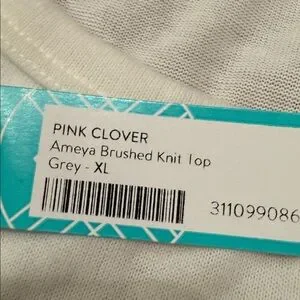 PINK CLOVER
Ameya Brushed Knit Top
Grey - XL
311099086